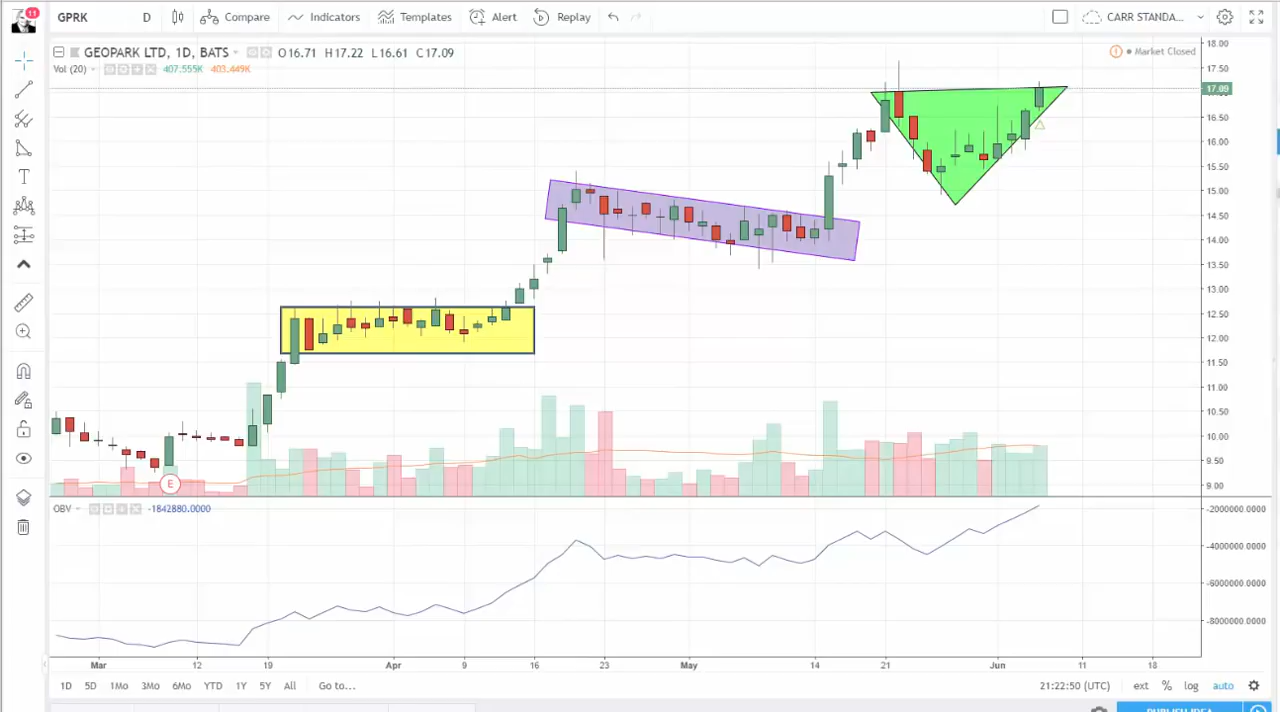 11
GPRK D Compare Indicators Templates Alert Replay CARR STANDA...
GEOPARK LTD, 1D, BATS O16.71 H17.22 L16.61 C17.09
Market Closed
Vol (20) 407.555K 403.449K
18.00
17.50
17.09
16.50
16.00
15.50
15.00
14.50
14.00
13.50
13.00
12.50
12.00
11.50
11.00
10.50
10.00
9.50
9.00
E
OBV -1842880.0000
-2000000.0000
-4000000.0000
-6000000.0000
-8000000.0000
Mar 12 19 Apr 9 16 23 May 14 21 Jun 11 18
1D 5D 1Mo 3Mo 6Mo YTD 1Y 5Y All Go to... 21:22:50 (UTC) ext % log auto
PUBLISH IDEA